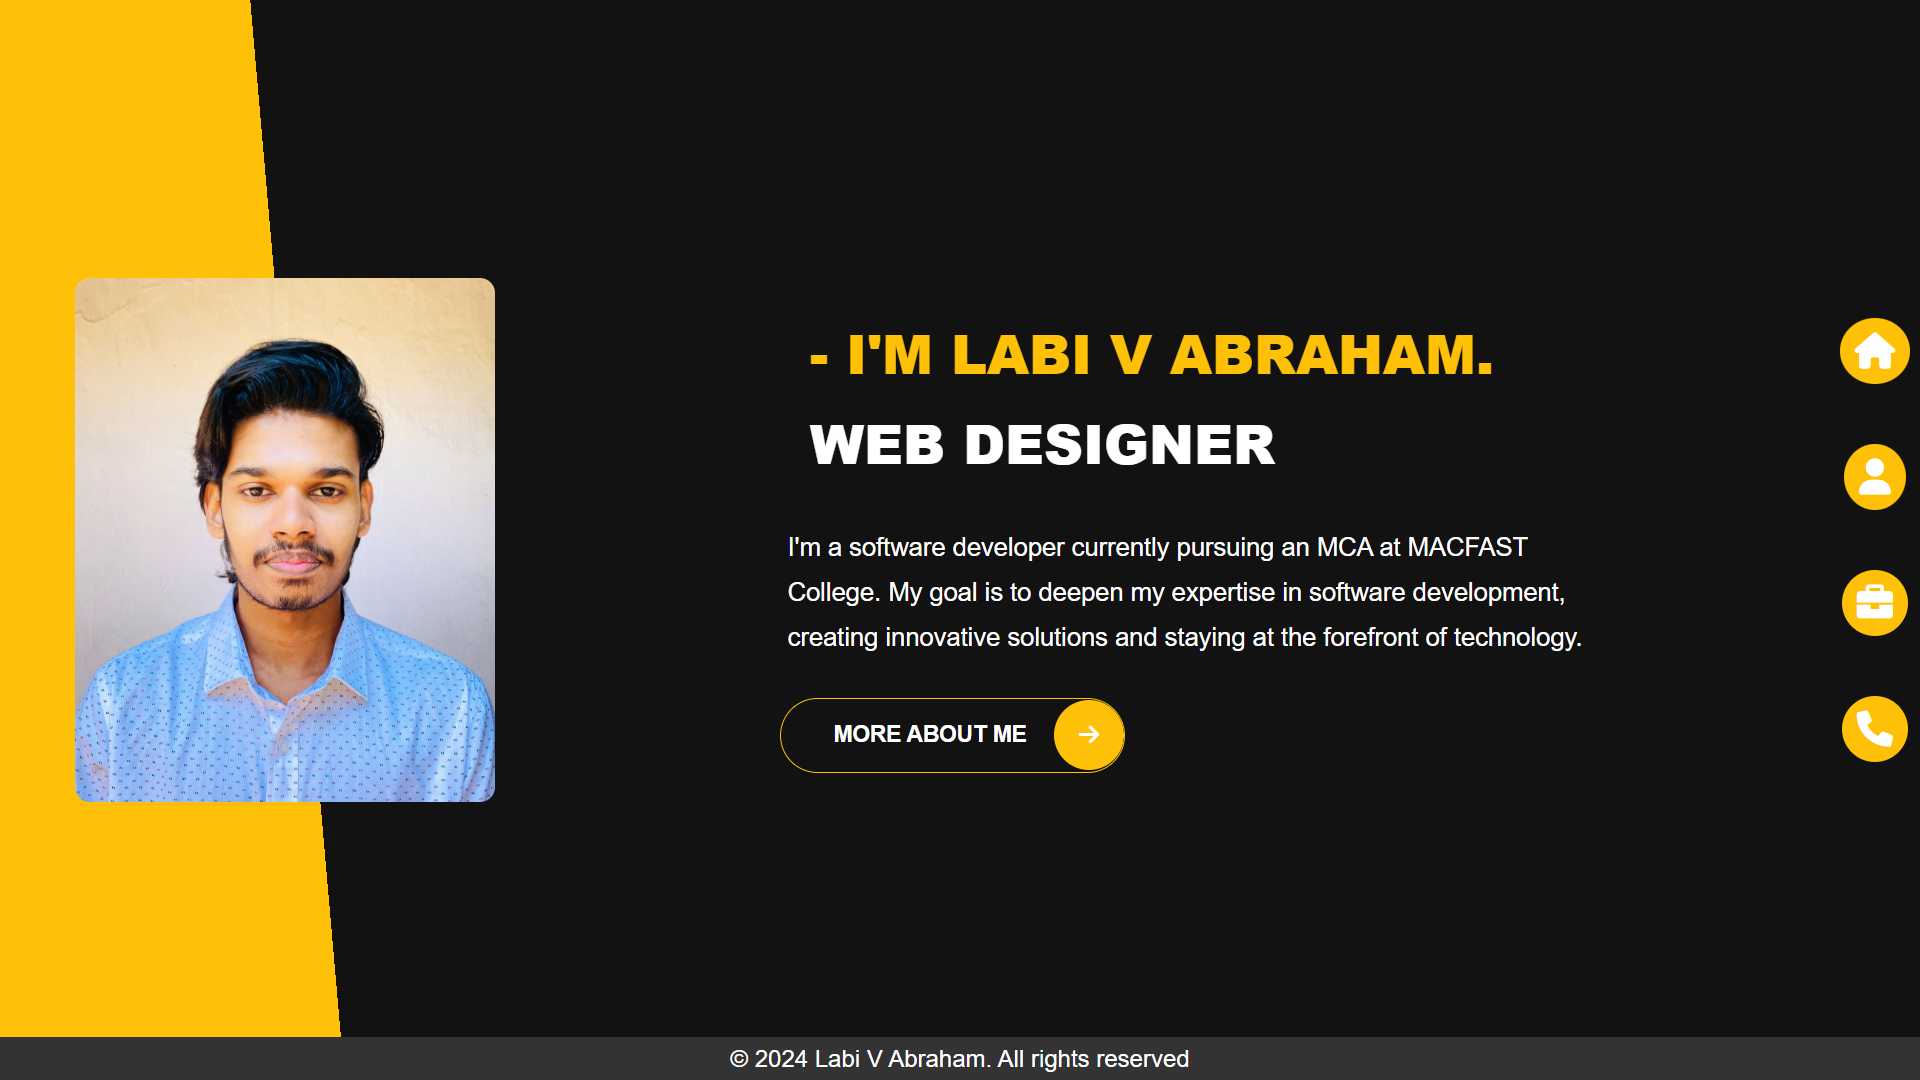 - I'M LABI V ABRAHAM.
WEB DESIGNER
I'm a software developer currently pursuing an MCA at MACFAST
College. My goal is to deepen my expertise in software development,
creating innovative solutions and staying at the forefront of technology.
MORE ABOUT ME
© 2024 Labi V Abraham. All rights reserved